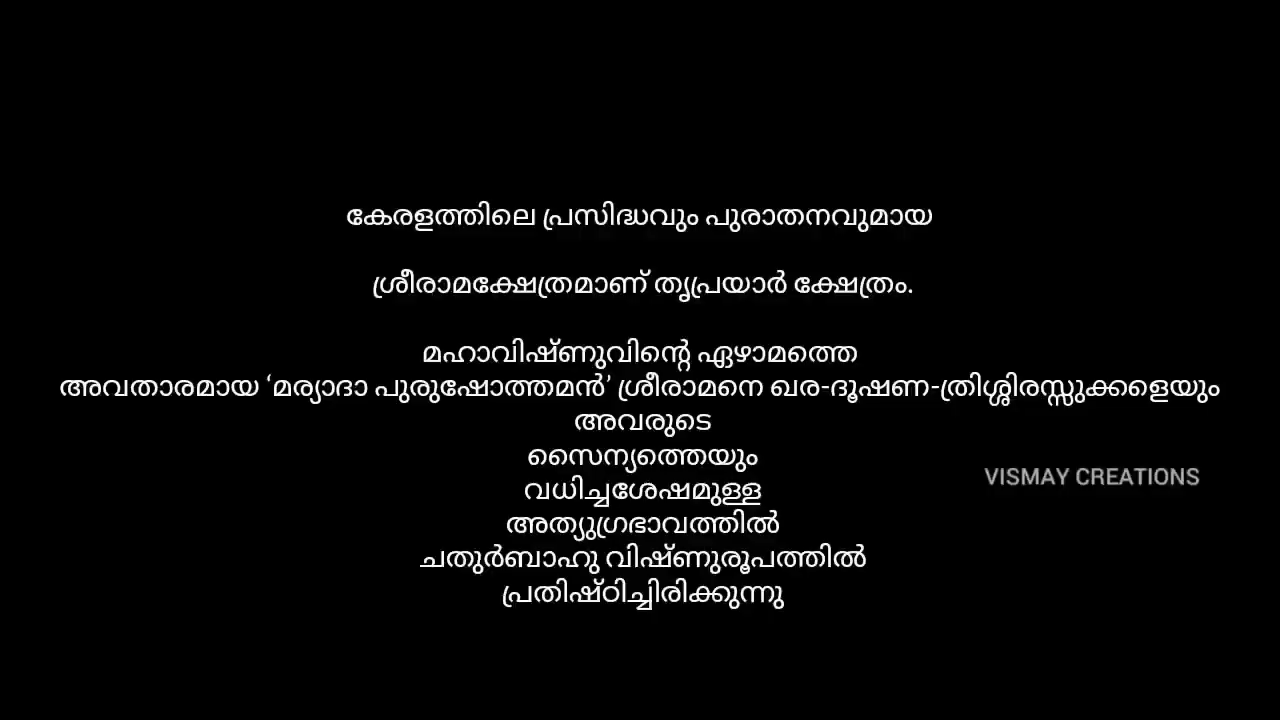 കേരളത്തിലെ പ്രസിദ്ധവും പുരാതനവുമായ
ശ്രീരാമക്ഷേത്രമാണ് തൃപ്രയാർ ക്ഷേത്രം.
മഹാവിഷ്ണുവിന്റെ ഏഴാമത്തെ
അവതാരമായ ‘മര്യാദാ പുരുഷോത്തമൻ’ ശ്രീരാമനെ ഖര-ദൂഷണ-ത്രിശ്ശിരസ്സുക്കളെയും
അവരുടെ
സൈന്യത്തെയും
വധിച്ചശേഷമുള്ള
അത്യുഗ്രഭാവത്തിൽ
ചതുർബാഹു വിഷ്ണുരൂപത്തിൽ
പ്രതിഷ്ഠിച്ചിരിക്കുന്നു
VISMAY CREATIONS